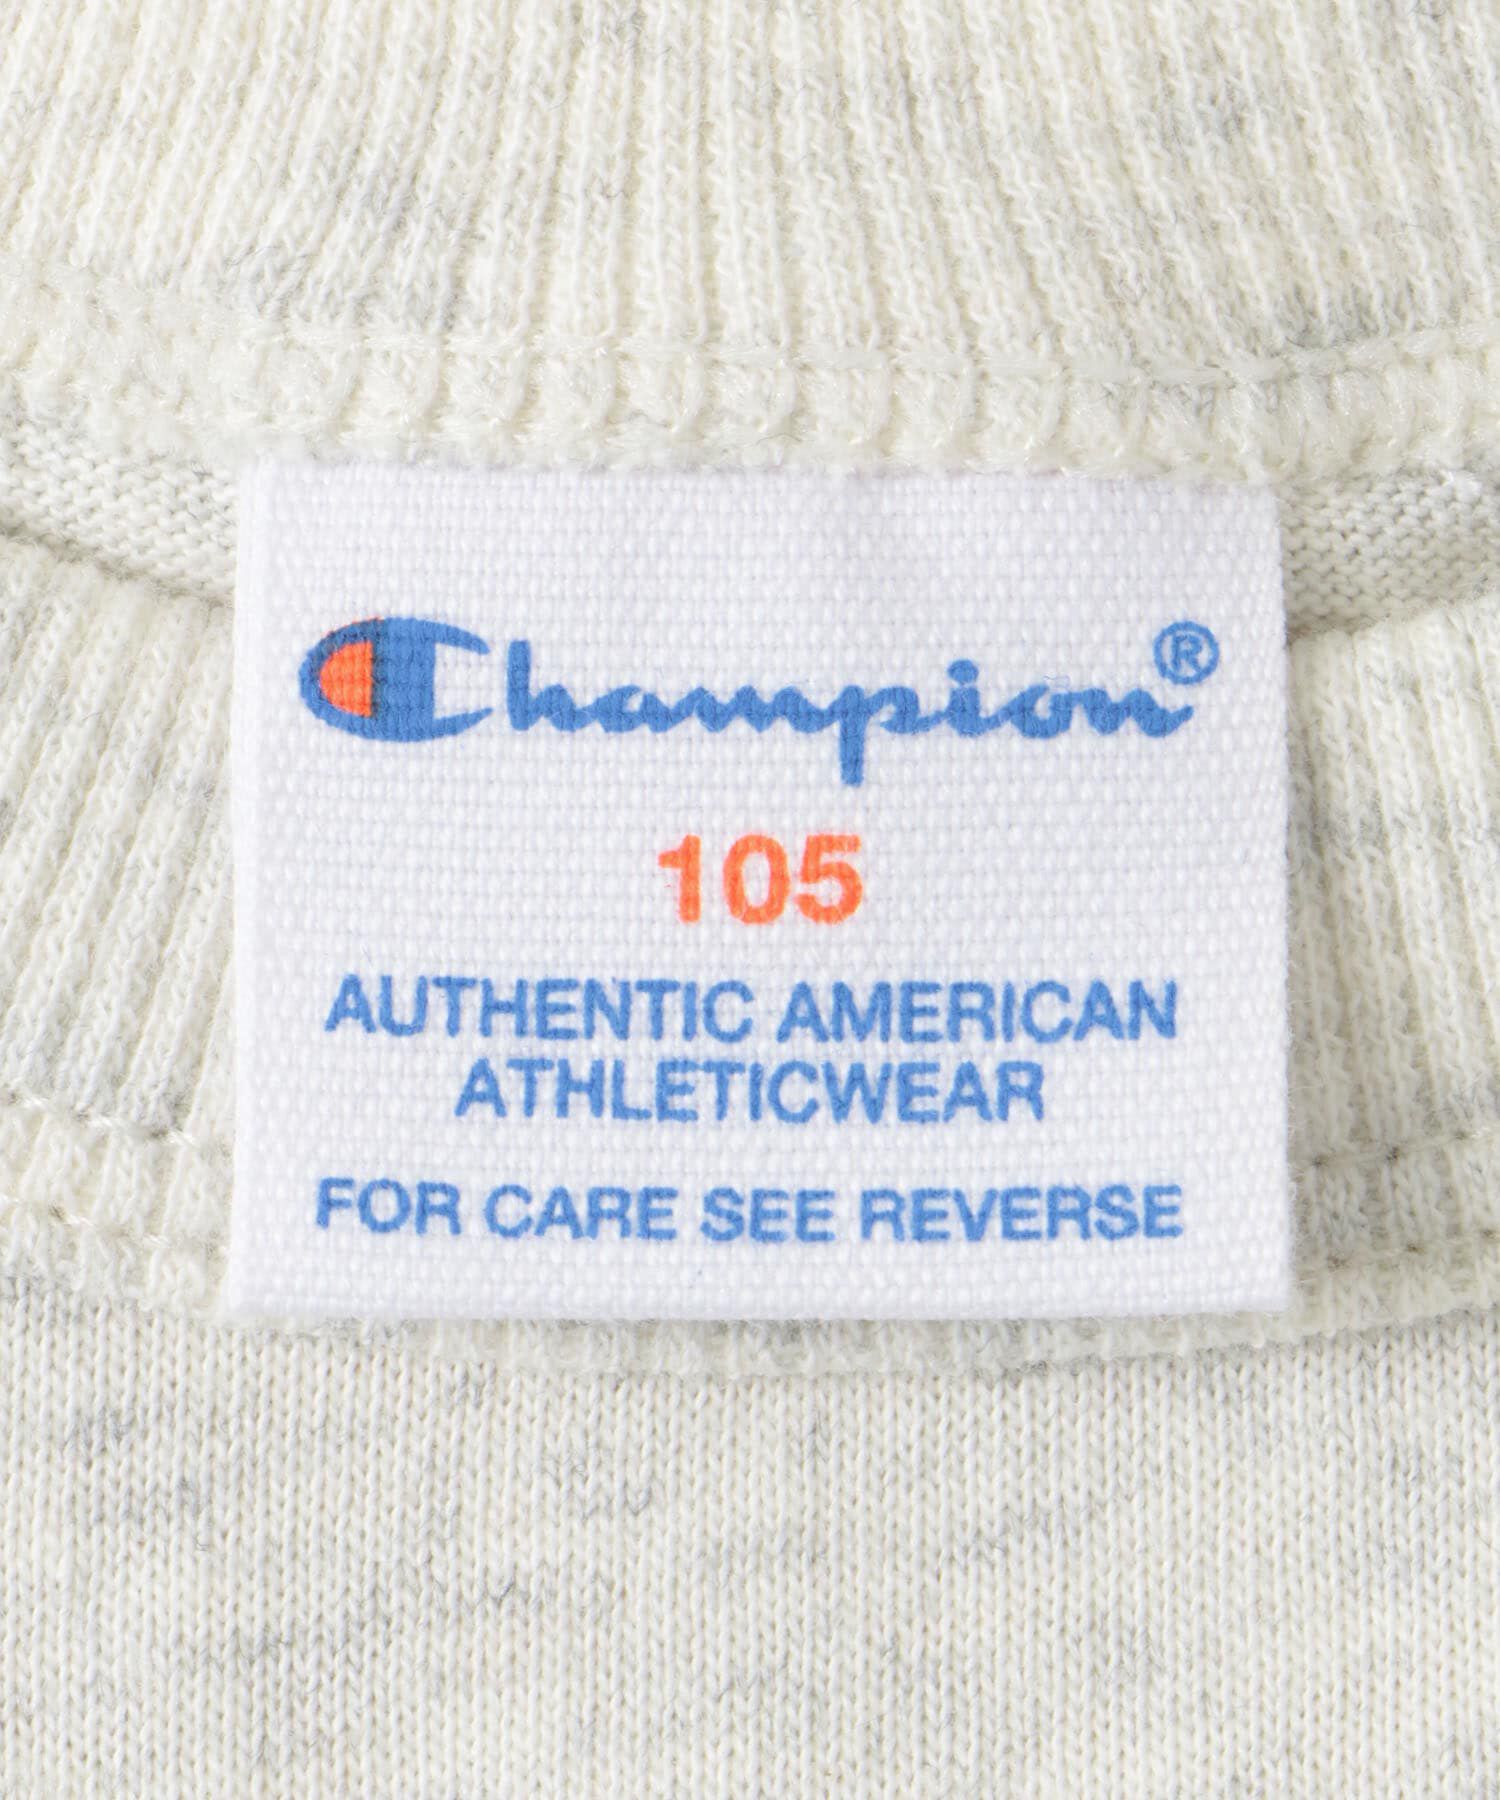 Champion®
105
AUTHENTIC AMERICAN
ATHLETICWEAR
FOR CARE SEE REVERSE